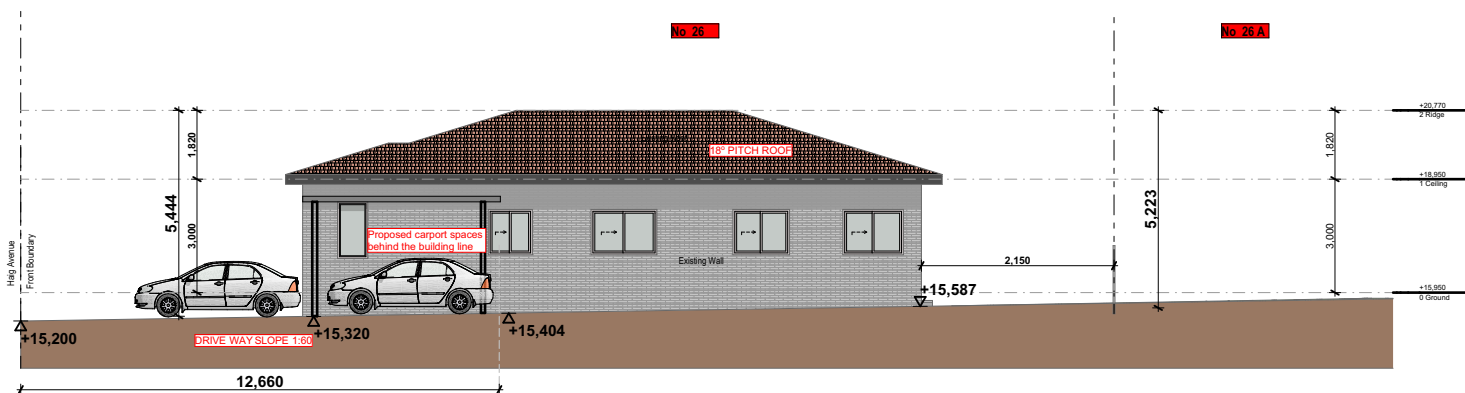 No 26
No 26 A
+20,770
2 Ridge
1,820
1,820
18º PITCH ROOF
+18,950
1 Ceiling
5,444
5,223
3,000
3,000
Proposed carport spaces
behind the building line
Haig Avenue
Front Boundary
Existing Wall
2,150
+15,587
+15,950
0 Ground
+15,200
+15,320
+15,404
DRIVE WAY SLOPE 1:60
12,660